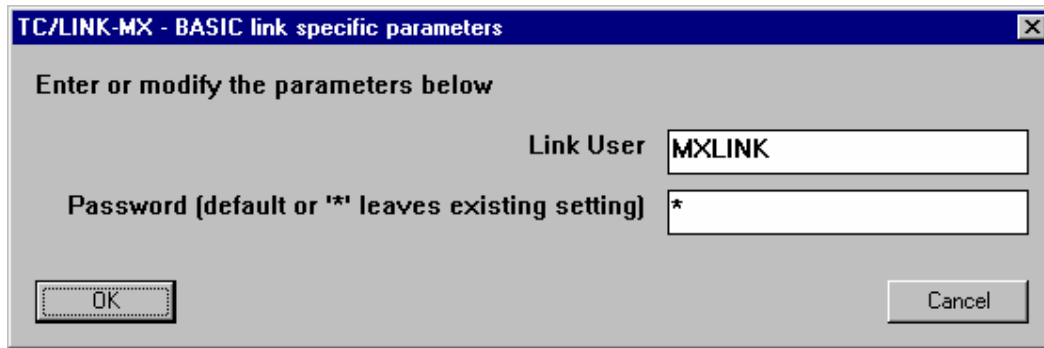 TC/LINK-MX - BASIC link specific parameters
Enter or modify the parameters below
Link User MXLINK
Password (default or '*' leaves existing setting) *
OK Cancel